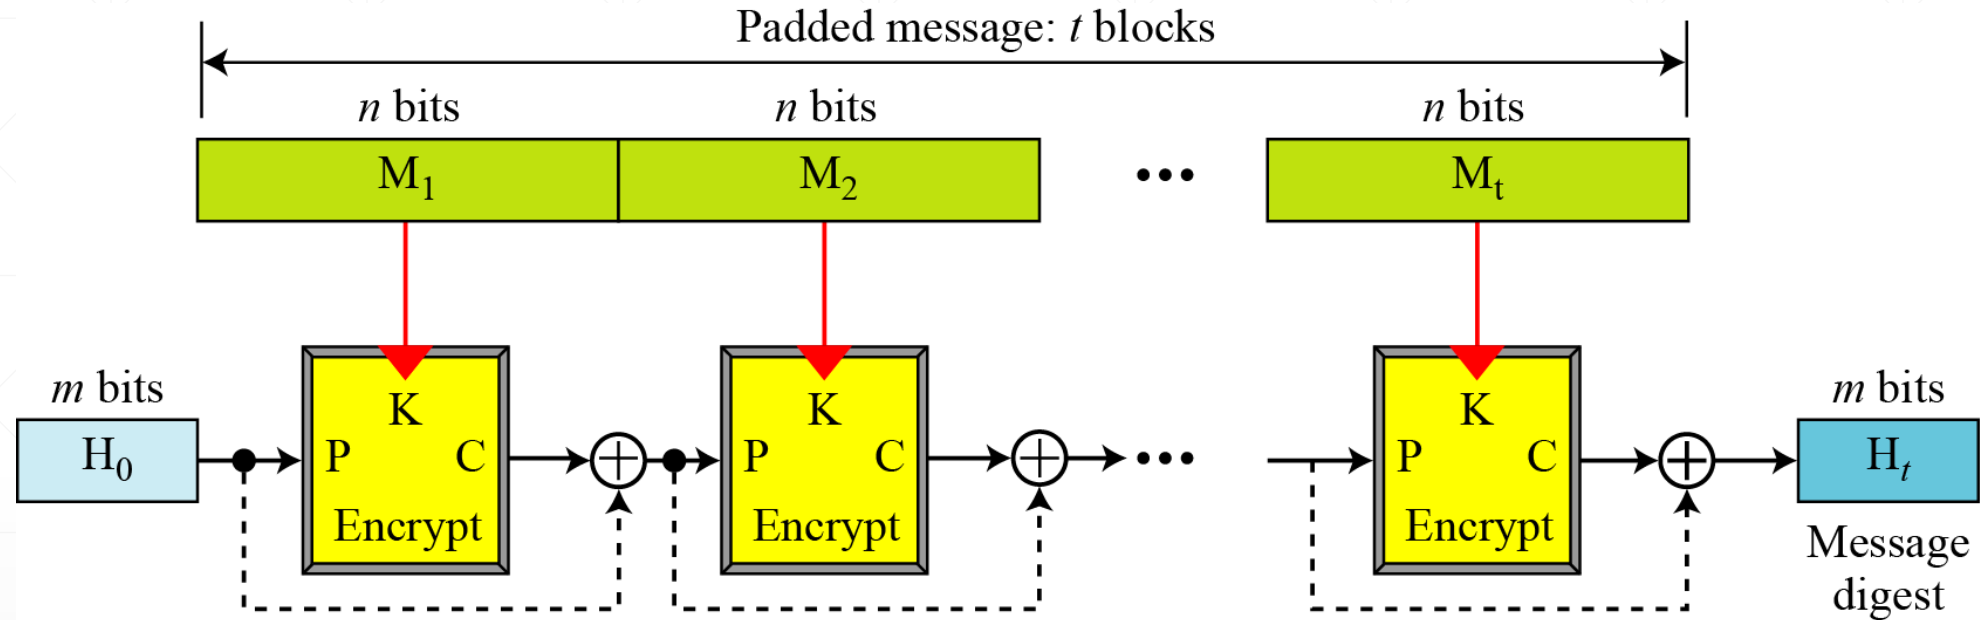 Padded message: t blocks
n bits
n bits
n bits
M₁
M₂
•••
Mₜ
m bits
H₀
K
P
C
Encrypt
K
P
C
Encrypt
•••
K
P
C
Encrypt
m bits
Hₜ
Message
digest